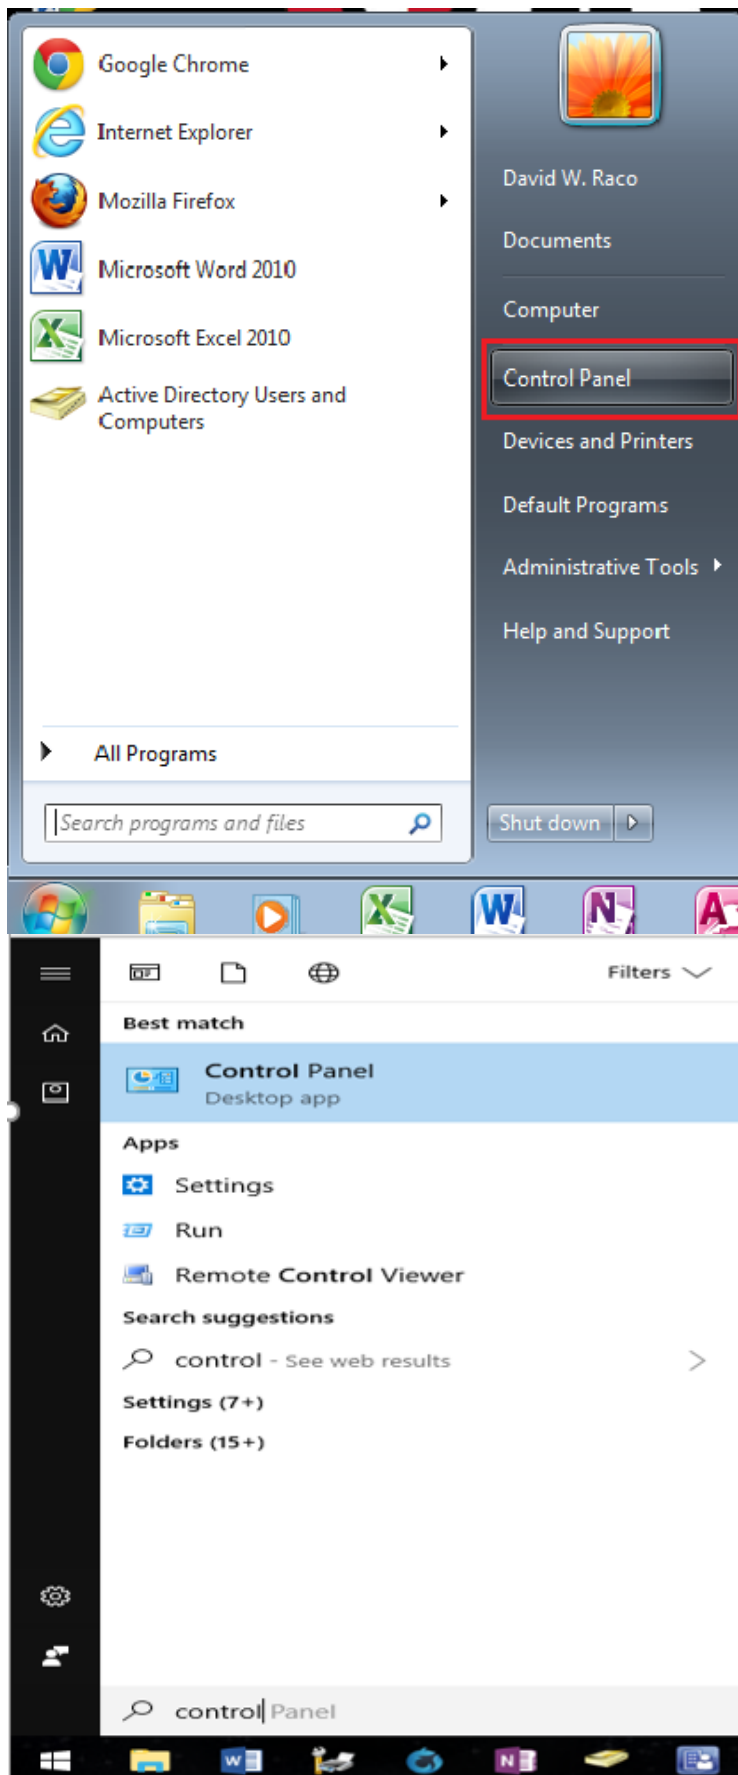 Google Chrome
Internet Explorer
Mozilla Firefox
Microsoft Word 2010
Microsoft Excel 2010
Active Directory Users and
Computers
All Programs
Search programs and files
David W. Raco
Documents
Computer
Control Panel
Devices and Printers
Default Programs
Administrative Tools
Help and Support
Shut down
Filters
Best match
Control Panel
Desktop app
Apps
Settings
Run
Remote Control Viewer
Search suggestions
control - See web results
Settings (7+)
Folders (15+)
control Panel